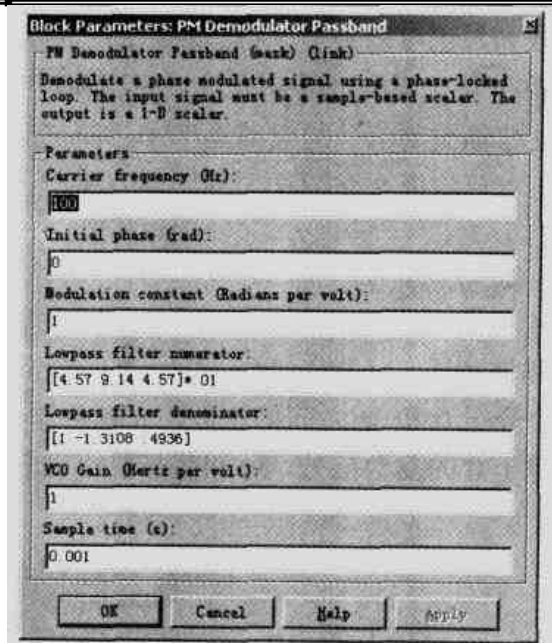 Block Parameters: PM Demodulator Passband
PM Demodulator Passband (mask) (link)
Demodulate a phase modulated signal using a phase-locked
loop. The input signal must be a sample-based scalar. The
output is a 1-D scalar.
Parameters
Carrier frequency (Hz):
100
Initial phase (rad):
0
Modulation constant (Radians per volt):
1
Lowpass filter numerator:
[4.57 9.14 4.57]*.01
Lowpass filter denominator:
[1 -1.3108 .4936]
VCO Gain (Hertz per volt):
1
Sample time (s):
0.001
OK
Cancel
Help
Apply